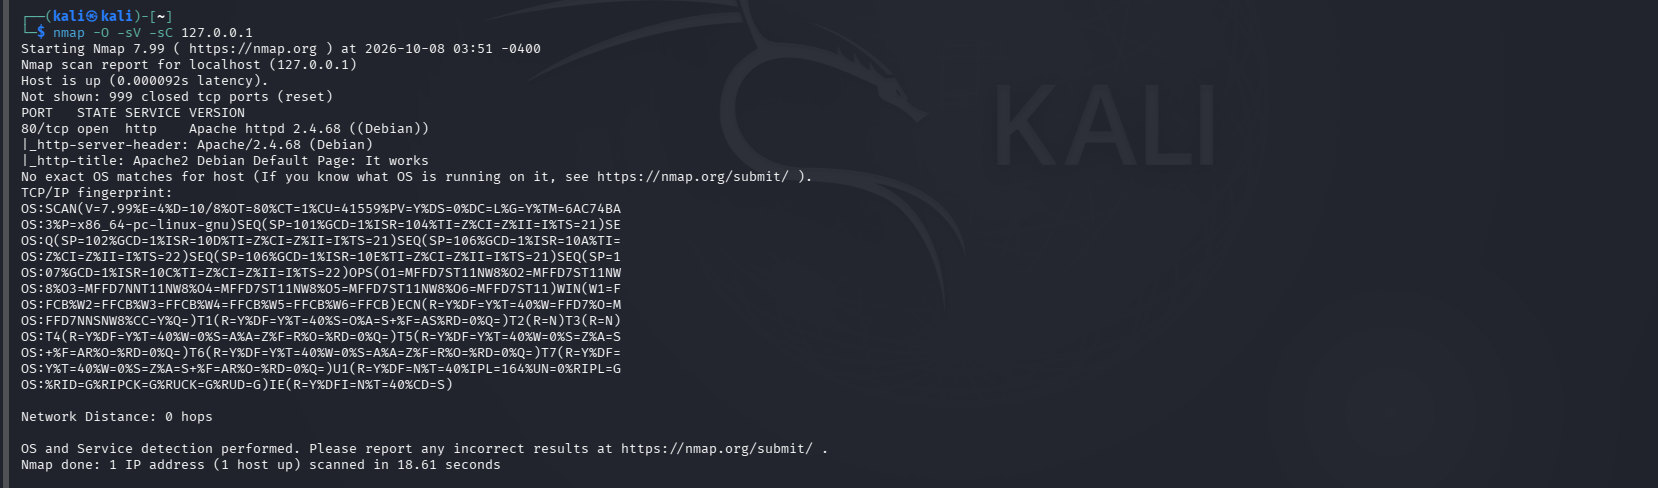 ┌──(kali㉿kali)-[~]
└─$ nmap -O -sV -sC 127.0.0.1
Starting Nmap 7.99 ( https://nmap.org ) at 2026-10-08 03:51 -0400
Nmap scan report for localhost (127.0.0.1)
Host is up (0.000092s latency).
Not shown: 999 closed tcp ports (reset)
PORT   STATE SERVICE VERSION
80/tcp open  http    Apache httpd 2.4.68 ((Debian))
|_http-server-header: Apache/2.4.68 (Debian)
|_http-title: Apache2 Debian Default Page: It works
No exact OS matches for host (If you know what OS is running on it, see https://nmap.org/submit/ ).
TCP/IP fingerprint:
OS:SCAN(V=7.99%E=4%D=10/8%OT=80%CT=1%CU=41559%PV=Y%DS=0%DC=L%G=Y%TM=6AC74BA
OS:3%P=x86_64-pc-linux-gnu)SEQ(SP=101%GCD=1%ISR=104%TI=Z%CI=Z%II=I%TS=21)SE
OS:Q(SP=102%GCD=1%ISR=10D%TI=Z%CI=Z%II=I%TS=21)SEQ(SP=106%GCD=1%ISR=10A%TI=
OS:Z%CI=Z%II=I%TS=22)SEQ(SP=106%GCD=1%ISR=10E%TI=Z%CI=Z%II=I%TS=21)SEQ(SP=1
OS:07%GCD=1%ISR=10C%TI=Z%CI=Z%II=I%TS=22)OPS(O1=MFFD7ST11NW8%O2=MFFD7ST11NW
OS:8%O3=MFFD7NNT11NW8%O4=MFFD7ST11NW8%O5=MFFD7ST11NW8%O6=MFFD7ST11)WIN(W1=F
OS:FCB%W2=FFCB%W3=FFCB%W4=FFCB%W5=FFCB%W6=FFCB)ECN(R=Y%DF=Y%T=40%W=FFD7%O=M
OS:FFD7NNSNW8%CC=Y%Q=)T1(R=Y%DF=Y%T=40%S=O%A=S+%F=AS%RD=0%Q=)T2(R=N)T3(R=N)
OS:T4(R=Y%DF=Y%T=40%W=0%S=A%A=Z%F=R%O=%RD=0%Q=)T5(R=Y%DF=Y%T=40%W=0%S=Z%A=S
OS:+%F=AR%O=%RD=0%Q=)T6(R=Y%DF=Y%T=40%W=0%S=A%A=Z%F=R%O=%RD=0%Q=)T7(R=Y%DF=
OS:Y%T=40%W=0%S=Z%A=S+%F=AR%O=%RD=0%Q=)U1(R=Y%DF=N%T=40%IPL=164%UN=0%RIPL=G
OS:%RID=G%RIPCK=G%RUCK=G%RUD=G)IE(R=Y%DFI=N%T=40%CD=S)
Network Distance: 0 hops
OS and Service detection performed. Please report any incorrect results at https://nmap.org/submit/ .
Nmap done: 1 IP address (1 host up) scanned in 18.61 seconds
KALI